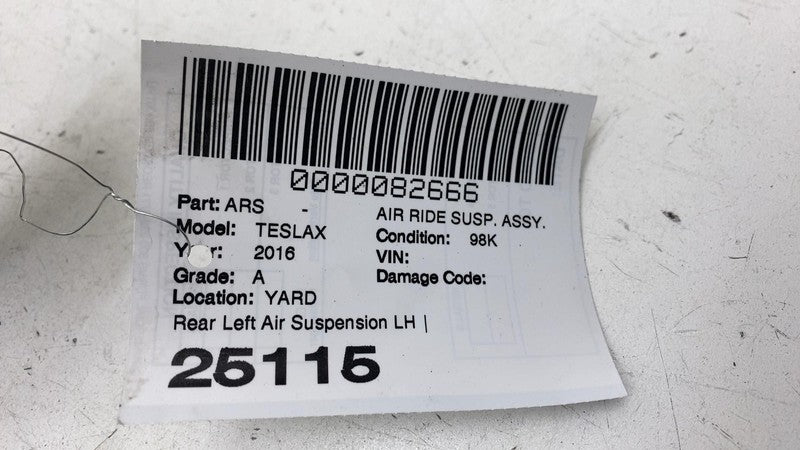 0000082666
Part: ARS - AIR RIDE SUSP. ASSY.
Model: TESLAX Condition: 98K
Year: 2016 VIN:
Grade: A Damage Code:
Location: YARD
Rear Left Air Suspension LH |
25115